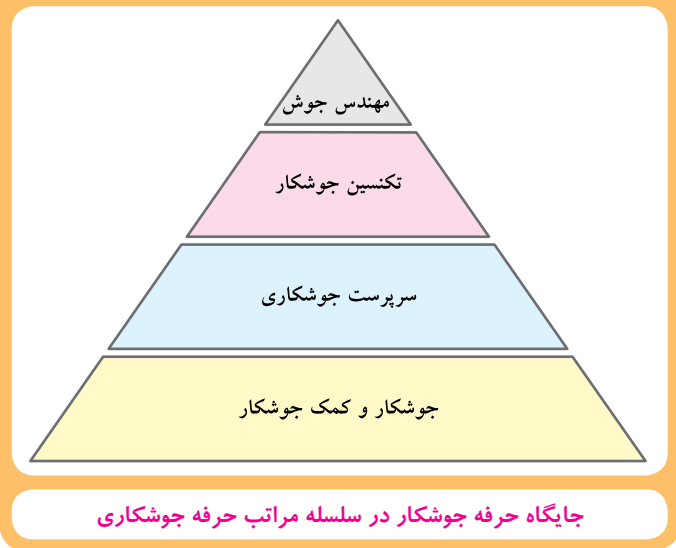 مهندس جوش
تکنسین جوشکار
سرپرست جوشکاری
جوشکار و کمک جوشکار
جایگاه حرفه جوشکار در سلسله مراتب حرفه جوشکاری